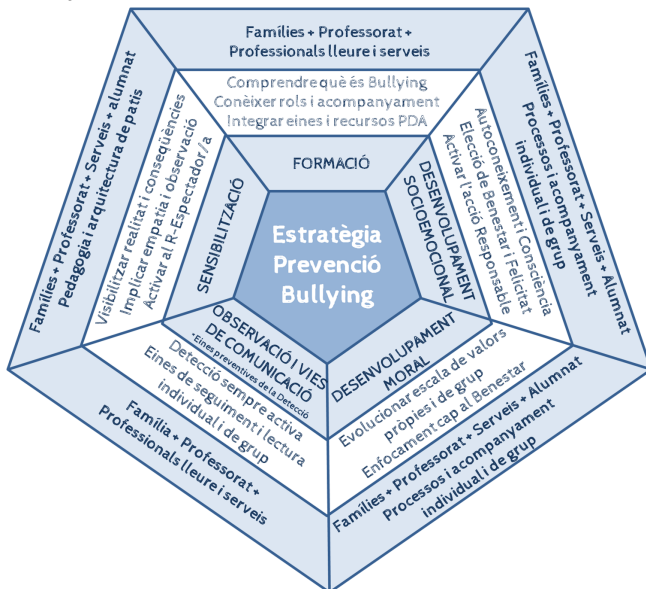 Famílies + Professorat +
Professionals lleure i serveis
Comprendre què és Bullying
Conèixer rols i acompanyament
Integrar eines i recursos PDA
FORMACIÓ
Famílies + Professorat + Serveis + Alumnat
Processos i acompanyament
individual i de grup
Autoconeixement i Consciència
Elecció de Benestar i Felicitat
Activar l'acció Responsable
DESENVOLUPAMENT
SOCIOEMOCIONAL
Estratègia
Prevenció
Bullying
DESENVOLUPAMENT
MORAL
Evolucionar escala de valors
pròpies i de grup
Enfocament cap al Benestar
Famílies + Professorat + Serveis + Alumnat
Processos i acompanyament
individual i de grup
OBSERVACIÓ I VIES
DE COMUNICACIÓ
*Eines preventives de la Detecció
Detecció sempre activa
Eines de seguiment i lectura
individual i de grup
Família + Professorat +
Professionals lleure i serveis
SENSIBILITZACIÓ
Visibilitzar realitat i conseqüències
Implicar empatia i observació
Activar al R-Espectador/a
Famílies + Professorat + Serveis + alumnat
Pedagogia i arquitectura de patis